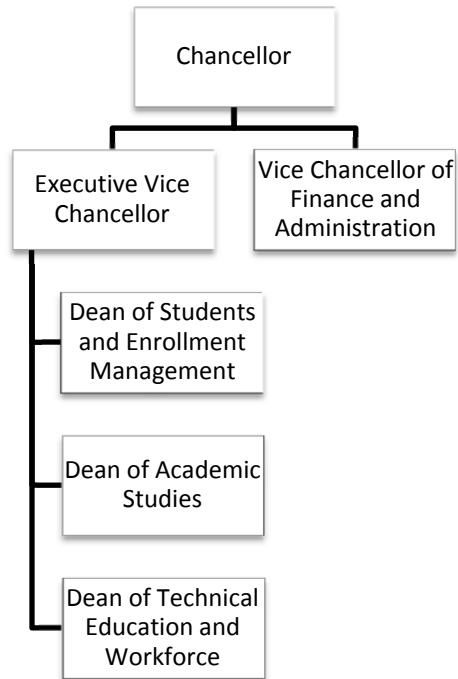 Chancellor
Executive Vice
Chancellor
Vice Chancellor of
Finance and
Administration
Dean of Students
and Enrollment
Management
Dean of Academic
Studies
Dean of Technical
Education and
Workforce